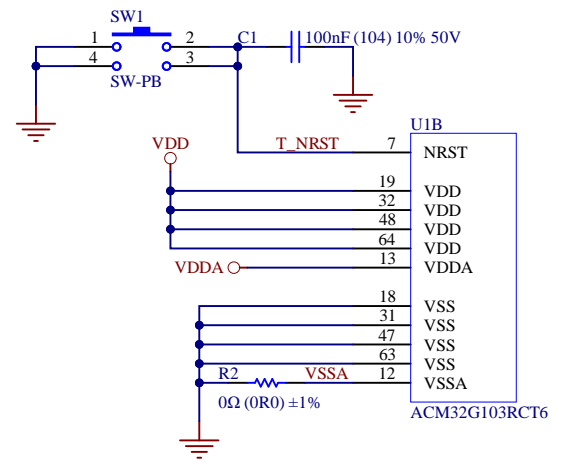 SW1
1
2
C1
100nF (104) 10% 50V
4
3
SW-PB
U1B
VDD
T_NRST
7
NRST
19
VDD
32
VDD
48
VDD
64
VDD
VDDA
13
VDDA
18
VSS
31
VSS
47
VSS
63
VSS
R2
VSSA
12
VSSA
0Ω (0R0) ±1%
ACM32G103RCT6